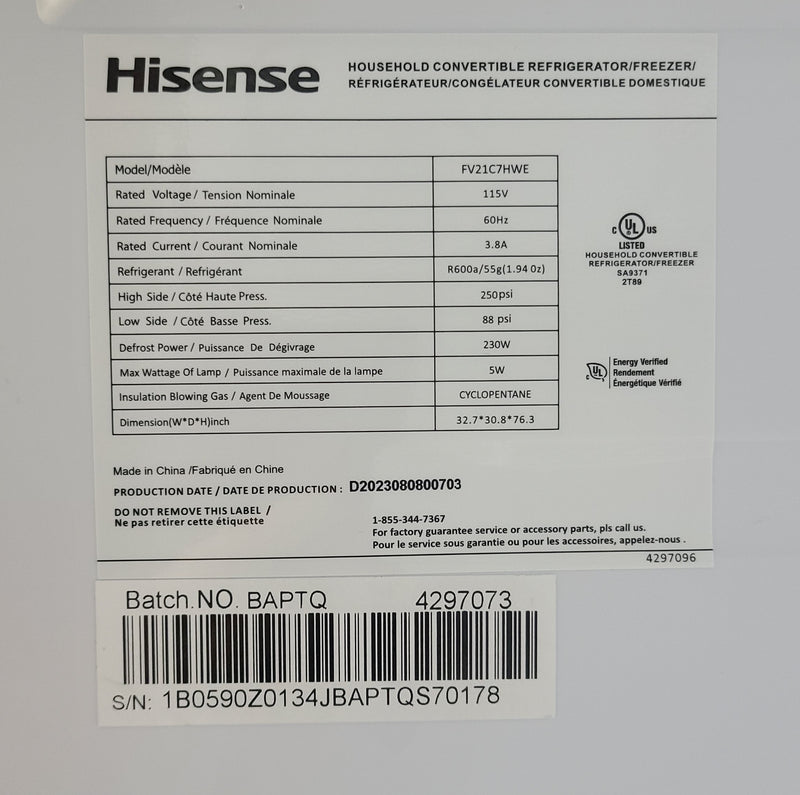 Hisense
HOUSEHOLD CONVERTIBLE REFRIGERATOR/FREEZER/
RÉFRIGÉRATEUR/CONGÉLATEUR CONVERTIBLE DOMESTIQUE
Model/Modèle FV21C7HWE
Rated Voltage / Tension Nominale 115V
Rated Frequency / Fréquence Nominale 60Hz
Rated Current / Courant Nominale 3.8A
Refrigerant / Refrigérant R600a/55g(1.94 Oz)
High Side / Côté Haute Press. 250psi
Low Side / Côté Basse Press. 88 psi
Defrost Power / Puissance De Dégivrage 230W
Max Wattage Of Lamp / Puissance maximale de la lampe 5W
Insulation Blowing Gas / Agent De Moussage CYCLOPENTANE
Dimension(W*D*H)inch 32.7*30.8*76.3
C UL US
LISTED
HOUSEHOLD CONVERTIBLE
REFRIGERATOR/FREEZER
SA9371
2T89
UL
Energy Verified
Rendement
Énergétique Vérifié
Made in China /Fabriqué en Chine
PRODUCTION DATE / DATE DE PRODUCTION : D2023080800703
DO NOT REMOVE THIS LABEL /
Ne pas retirer cette étiquette
1-855-344-7367
For factory guarantee service or accessory parts, pls call us.
Pour le service sous garantie ou pour les accessoires, appelez-nous .
4297096
Batch.NO. BAPTQ 4297073
S/N: 1B0590Z0134JBAPTQS70178